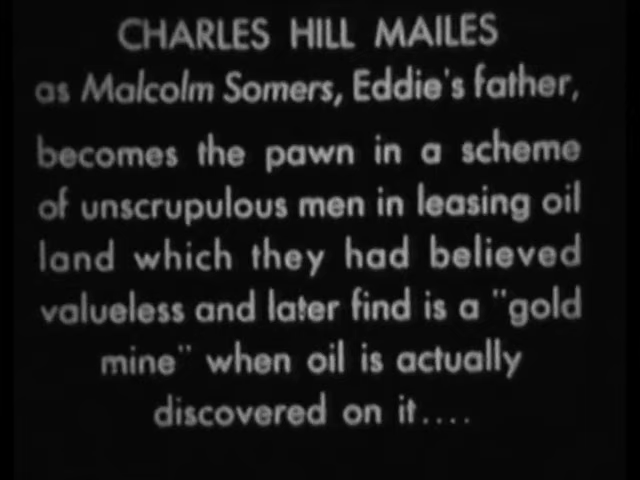 CHARLES HILL MAILES
as Malcolm Somers, Eddie's father,
becomes the pawn in a scheme
of unscrupulous men in leasing oil
land which they had believed
valueless and later find is a "gold
mine" when oil is actually
discovered on it....